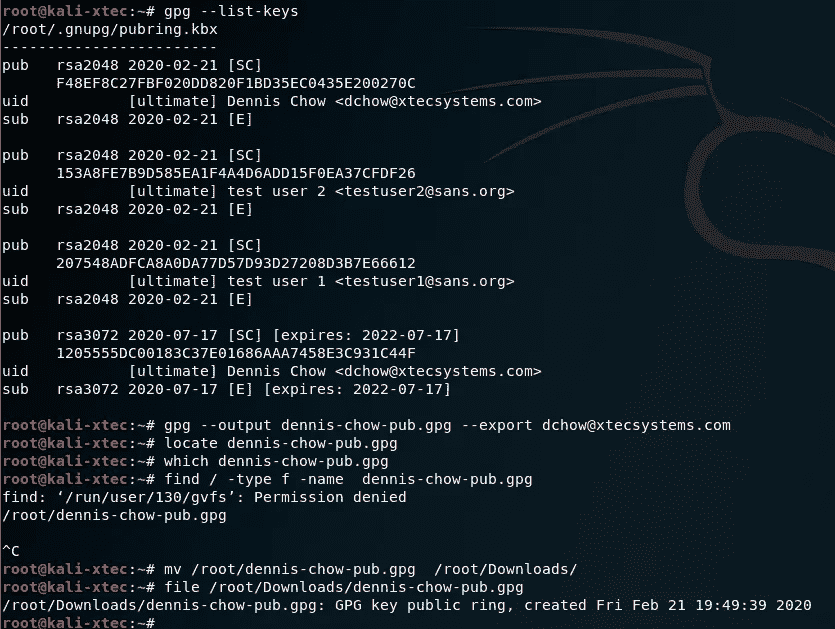 root@kali-xtec:~# gpg --list-keys
/root/.gnupg/pubring.kbx
------------------------
pub   rsa2048 2020-02-21 [SC]
      F48EF8C27FBF020DD820F1BD35EC0435E200270C
uid           [ultimate] Dennis Chow <dchow@xtecsystems.com>
sub   rsa2048 2020-02-21 [E]

pub   rsa2048 2020-02-21 [SC]
      153A8FE7B9D585EA1F4A4D6ADD15F0EA37CFDF26
uid           [ultimate] test user 2 <testuser2@sans.org>
sub   rsa2048 2020-02-21 [E]

pub   rsa2048 2020-02-21 [SC]
      207548ADFCA8A0DA77D57D93D27208D3B7E66612
uid           [ultimate] test user 1 <testuser1@sans.org>
sub   rsa2048 2020-02-21 [E]

pub   rsa3072 2020-07-17 [SC] [expires: 2022-07-17]
      1205555DC00183C37E01686AAA7458E3C931C44F
uid           [ultimate] Dennis Chow <dchow@xtecsystems.com>
sub   rsa3072 2020-07-17 [E] [expires: 2022-07-17]

root@kali-xtec:~# gpg --output dennis-chow-pub.gpg --export dchow@xtecsystems.com
root@kali-xtec:~# locate dennis-chow-pub.gpg
root@kali-xtec:~# which dennis-chow-pub.gpg
root@kali-xtec:~# find / -type f -name  dennis-chow-pub.gpg
find: ‘/run/user/130/gvfs’: Permission denied
/root/dennis-chow-pub.gpg

^C
root@kali-xtec:~# mv /root/dennis-chow-pub.gpg  /root/Downloads/
root@kali-xtec:~# file /root/Downloads/dennis-chow-pub.gpg
/root/Downloads/dennis-chow-pub.gpg: GPG key public ring, created Fri Feb 21 19:49:39 2020
root@kali-xtec:~#